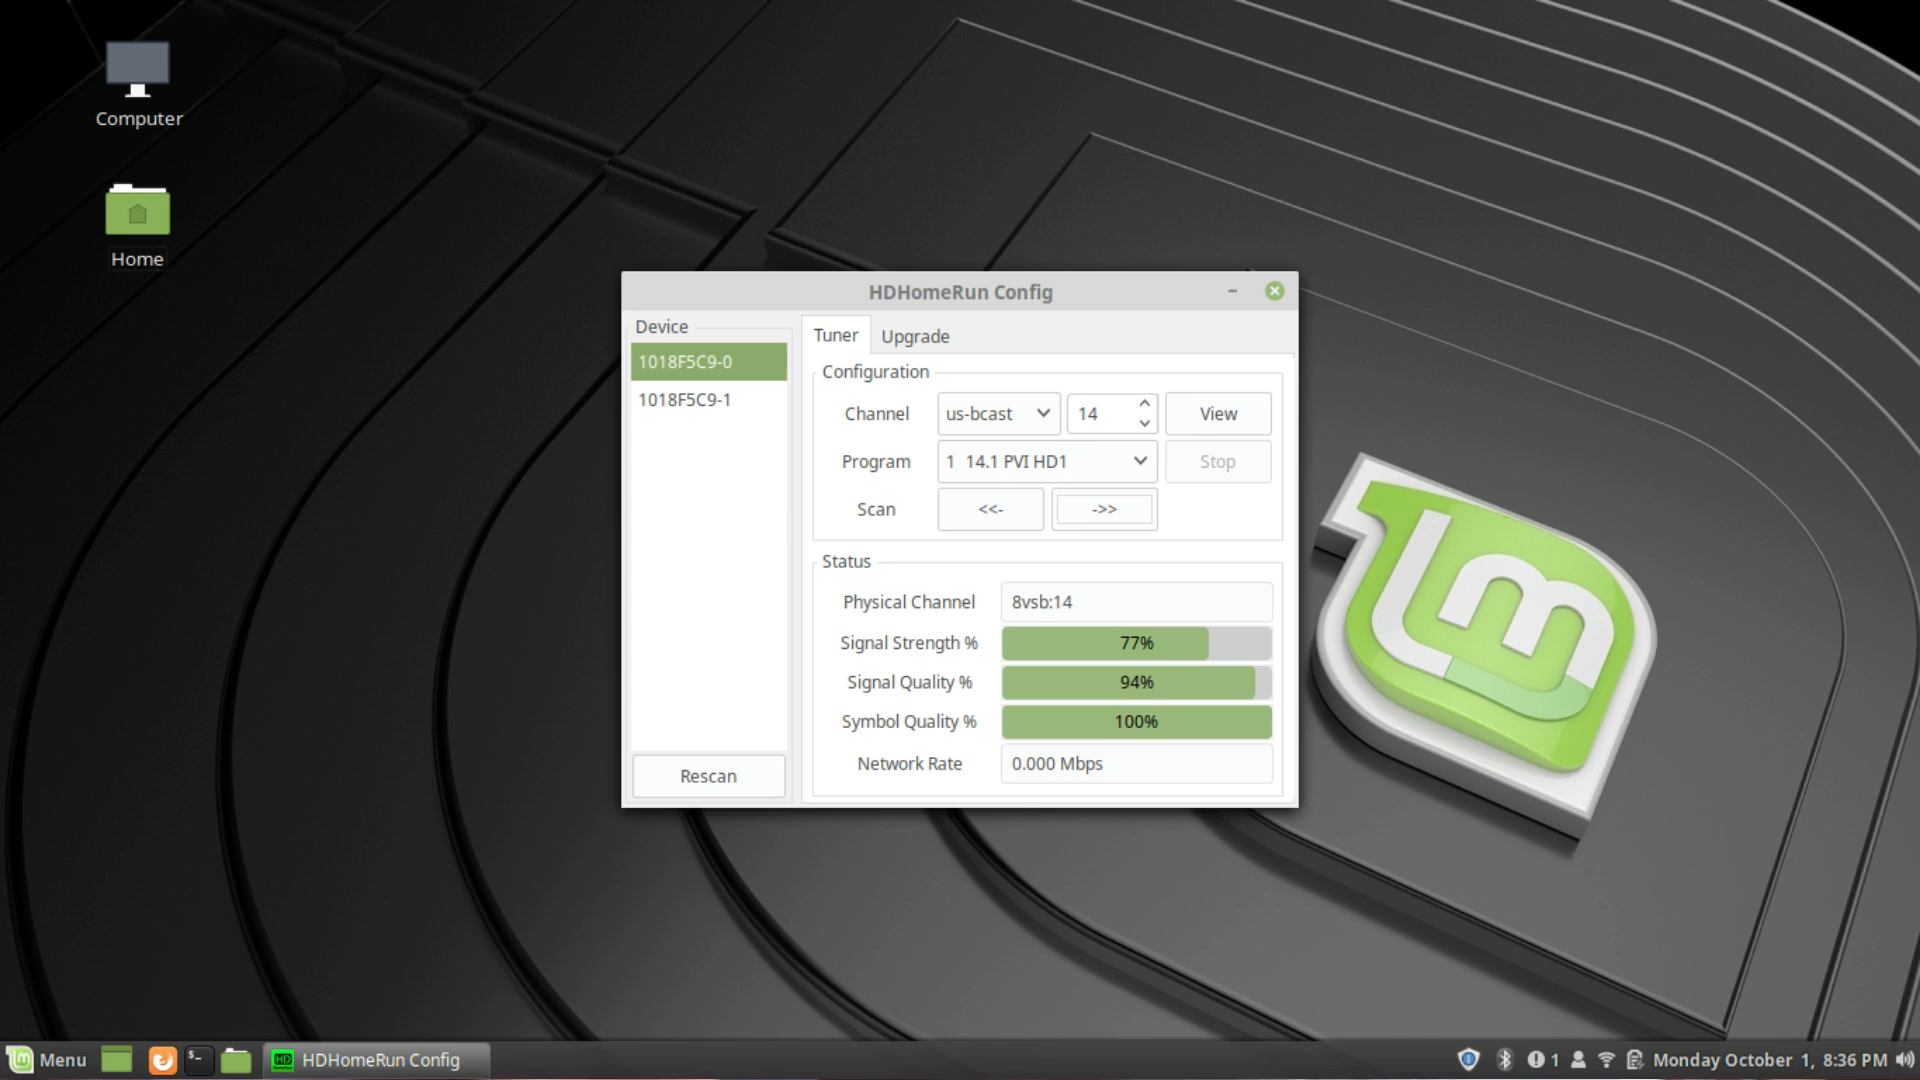 Computer
Home
HDHomeRun Config
Device
1018F5C9-0
1018F5C9-1
Rescan
Tuner Upgrade
Configuration
Channel us-bcast 14 View
Program 1 14.1 PVI HD1 Stop
Scan <<- ->>
Status
Physical Channel 8vsb:14
Signal Strength % 77%
Signal Quality % 94%
Symbol Quality % 100%
Network Rate 0.000 Mbps
Menu $_ HD HDHomeRun Config 1 Monday October 1, 8:36 PM